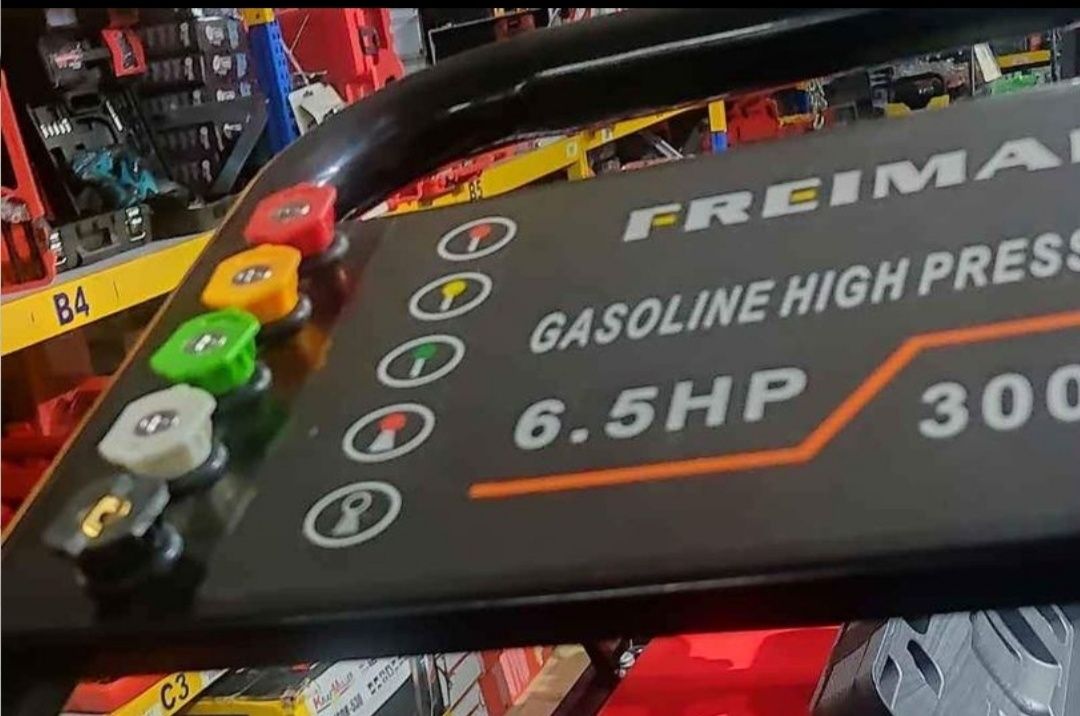 FREIMA
GASOLINE HIGH PRESS
6.5HP
300
B4
B5
C3